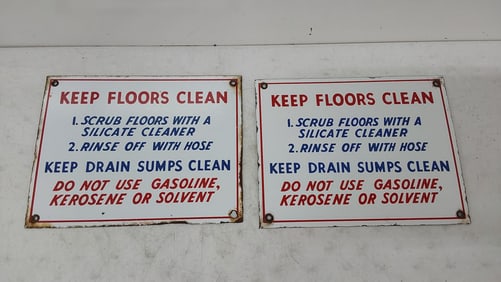 KEEP FLOORS CLEAN
1. SCRUB FLOORS WITH A
SILICATE CLEANER
2. RINSE OFF WITH HOSE
KEEP DRAIN SUMPS CLEAN
DO NOT USE GASOLINE,
KEROSENE OR SOLVENT
KEEP FLOORS CLEAN
1. SCRUB FLOORS WITH A
SILICATE CLEANER
2. RINSE OFF WITH HOSE
KEEP DRAIN SUMPS CLEAN
DO NOT USE GASOLINE,
KEROSENE OR SOLVENT